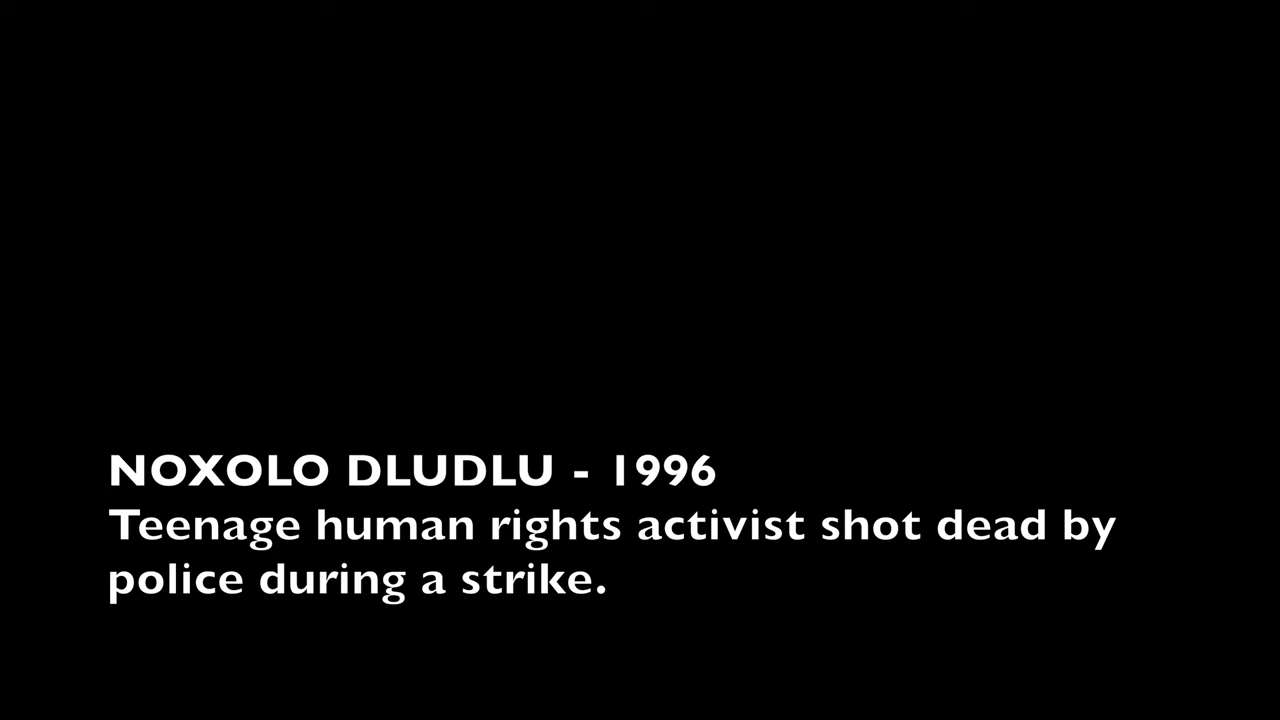 NOXOLO DLUDLU - 1996
Teenage human rights activist shot dead by
police during a strike.